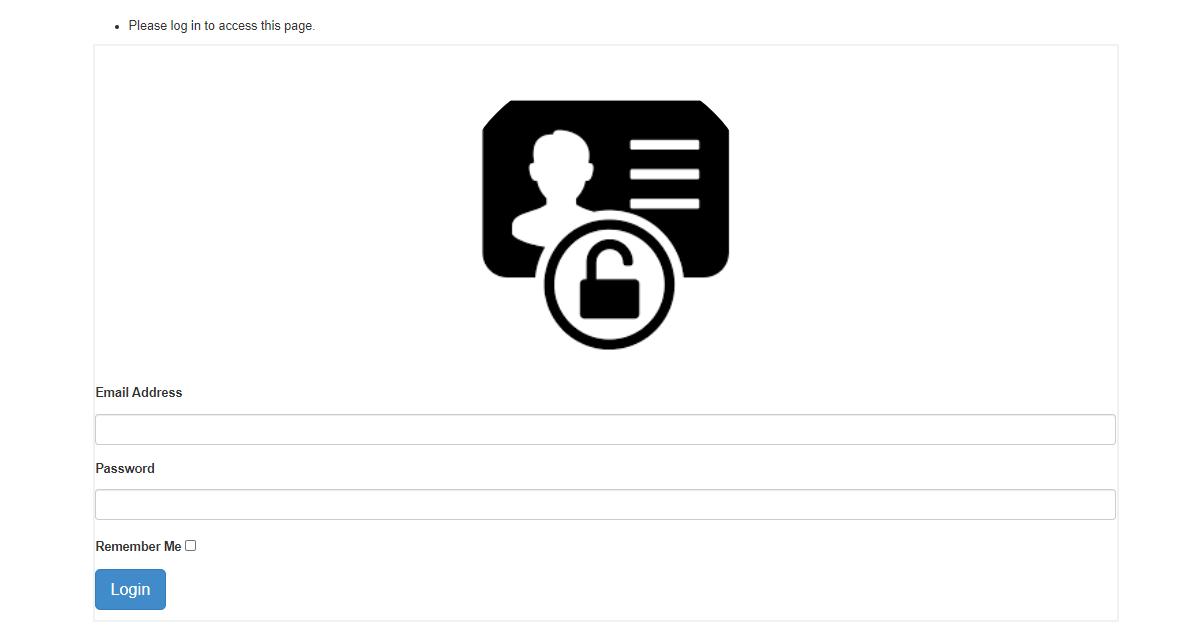 Please log in to access this page.
Email Address
Password
Remember Me
Login